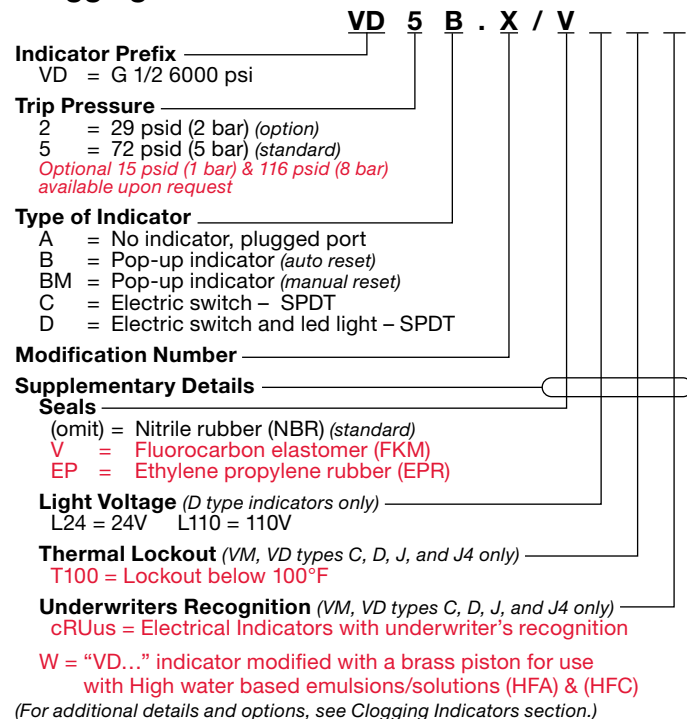 VD 5 B . X / V
Indicator Prefix
VD = G 1/2 6000 psi
Trip Pressure
2 = 29 psid (2 bar) (option)
5 = 72 psid (5 bar) (standard)
Optional 15 psid (1 bar) & 116 psid (8 bar)
available upon request
Type of Indicator
A = No indicator, plugged port
B = Pop-up indicator (auto reset)
BM = Pop-up indicator (manual reset)
C = Electric switch – SPDT
D = Electric switch and led light – SPDT
Modification Number
Supplementary Details
Seals
(omit) = Nitrile rubber (NBR) (standard)
V = Fluorocarbon elastomer (FKM)
EP = Ethylene propylene rubber (EPR)
Light Voltage (D type indicators only)
L24 = 24V L110 = 110V
Thermal Lockout (VM, VD types C, D, J, and J4 only)
T100 = Lockout below 100°F
Underwriters Recognition (VM, VD types C, D, J, and J4 only)
cRUus = Electrical Indicators with underwriter's recognition
W = “VD…” indicator modified with a brass piston for use
with High water based emulsions/solutions (HFA) & (HFC)
(For additional details and options, see Clogging Indicators section.)